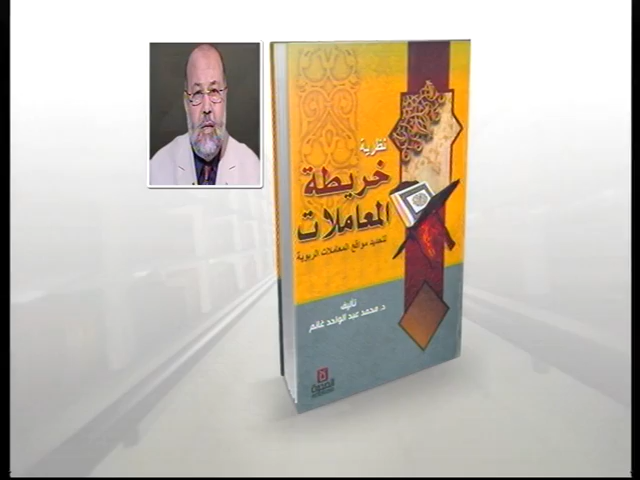 نظرية
خريطة
المعاملات
لتحديد مواقع المعاملات الربوية
تأليف
د. محمد عبد الواحد غانم